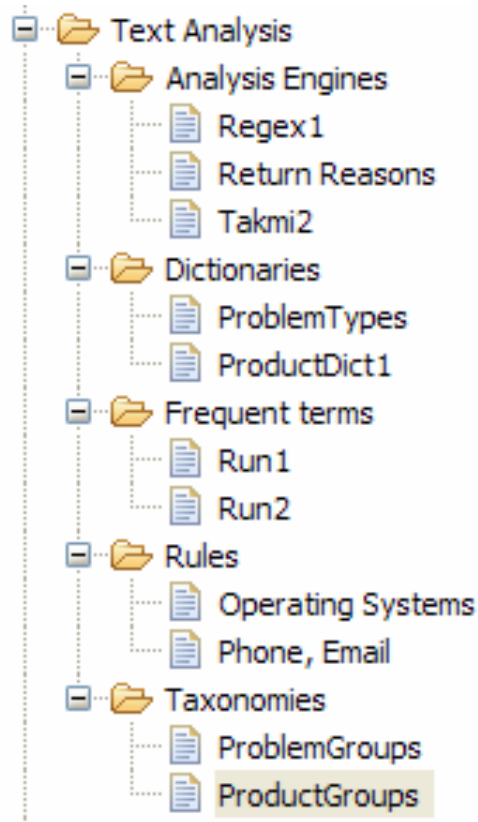 Text Analysis
Analysis Engines
Regex1
Return Reasons
Takmi2
Dictionaries
ProblemTypes
ProductDict1
Frequent terms
Run1
Run2
Rules
Operating Systems
Phone, Email
Taxonomies
ProblemGroups
ProductGroups